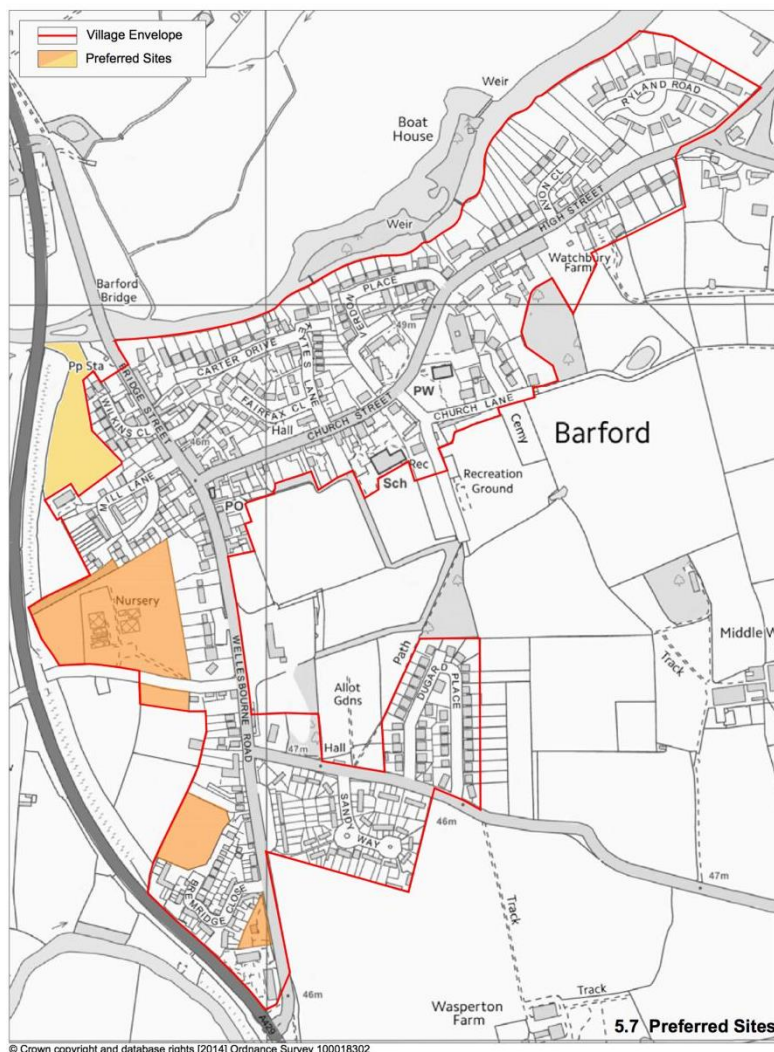 Village Envelope
Preferred Sites
Weir
Boat
House
RYLAND ROAD
AVON CL
HIGH STREET
Weir
Watchbury
Farm
Barford
Bridge
VERDON PLACE
49m
KEYTES LANE
CARTER DRIVE
Pp Sta
BRIDGE STREET
WILKINS CL
FAIRFAX CL
Hall
CHURCH STREET
PW
CHURCH LANE
Cemy
Barford
46m
MILL LANE
Rec
Sch
Recreation
Ground
PO
Nursery
WELLESBOURNE ROAD
Path
DUGARD PLACE
Middle W
Track
Allot
Gdns
47m
Hall
SANDY WAY
46m
47m
BREMRIDGE CLOSE
Track
46m
A429
Wasperton
Farm
Track
5.7 Preferred Sites
© Crown copyright and database rights [2014] Ordnance Survey 100018302